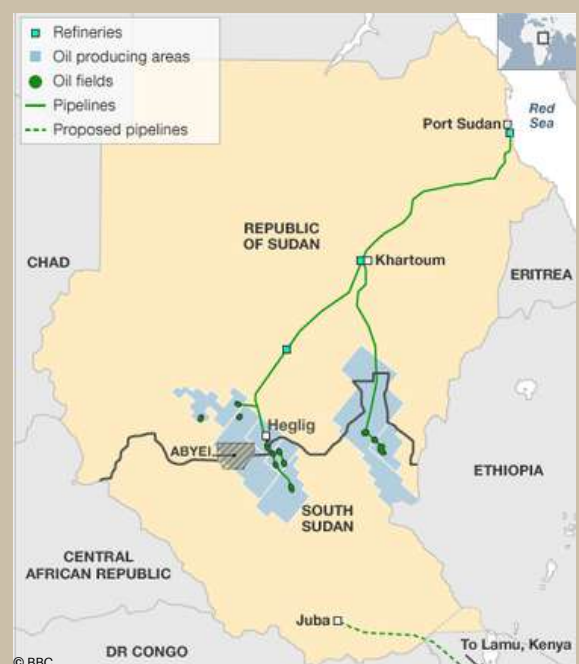 Refineries
Oil producing areas
Oil fields
Pipelines
Proposed pipelines
Port Sudan
Red
Sea
REPUBLIC
OF SUDAN
CHAD
Khartoum
ERITREA
Heglig
ABYEI
ETHIOPIA
SOUTH
SUDAN
CENTRAL
AFRICAN REPUBLIC
Juba
To Lamu, Kenya
DR CONGO
© BBC